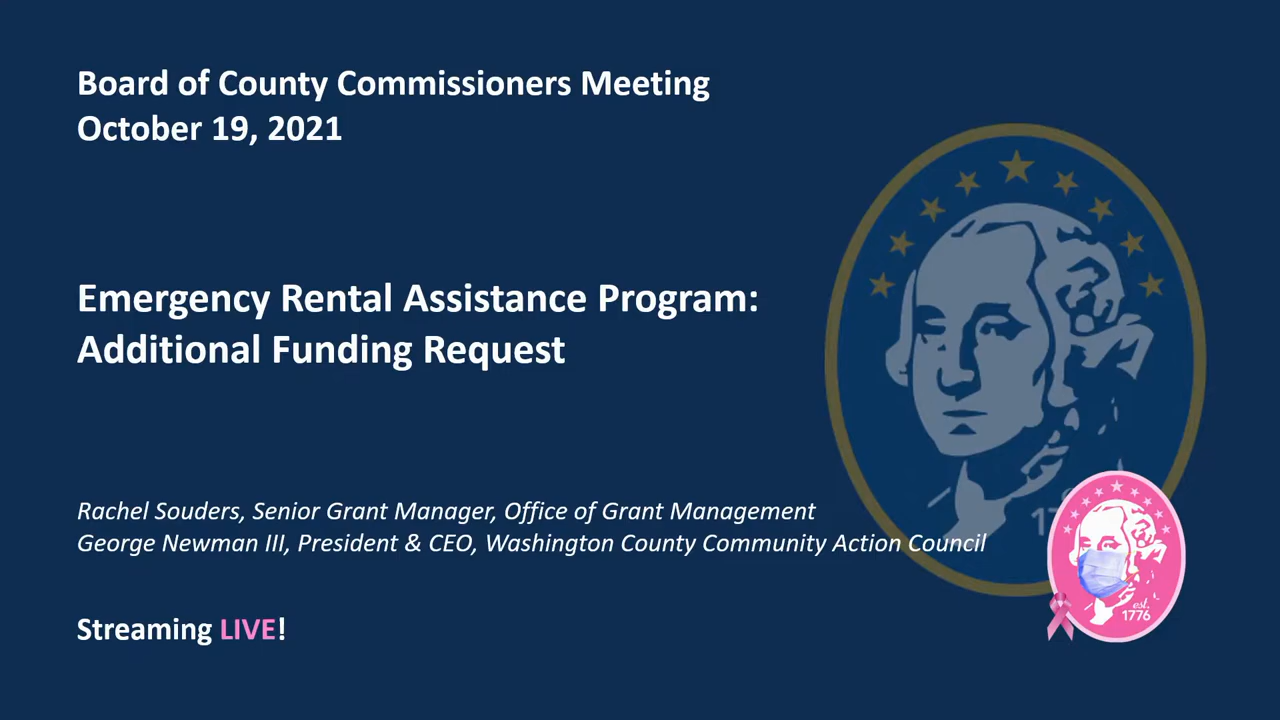 Board of County Commissioners Meeting
October 19, 2021
Emergency Rental Assistance Program:
Additional Funding Request
Rachel Souders, Senior Grant Manager, Office of Grant Management
George Newman III, President & CEO, Washington County Community Action Council
Streaming LIVE!
est.
1776